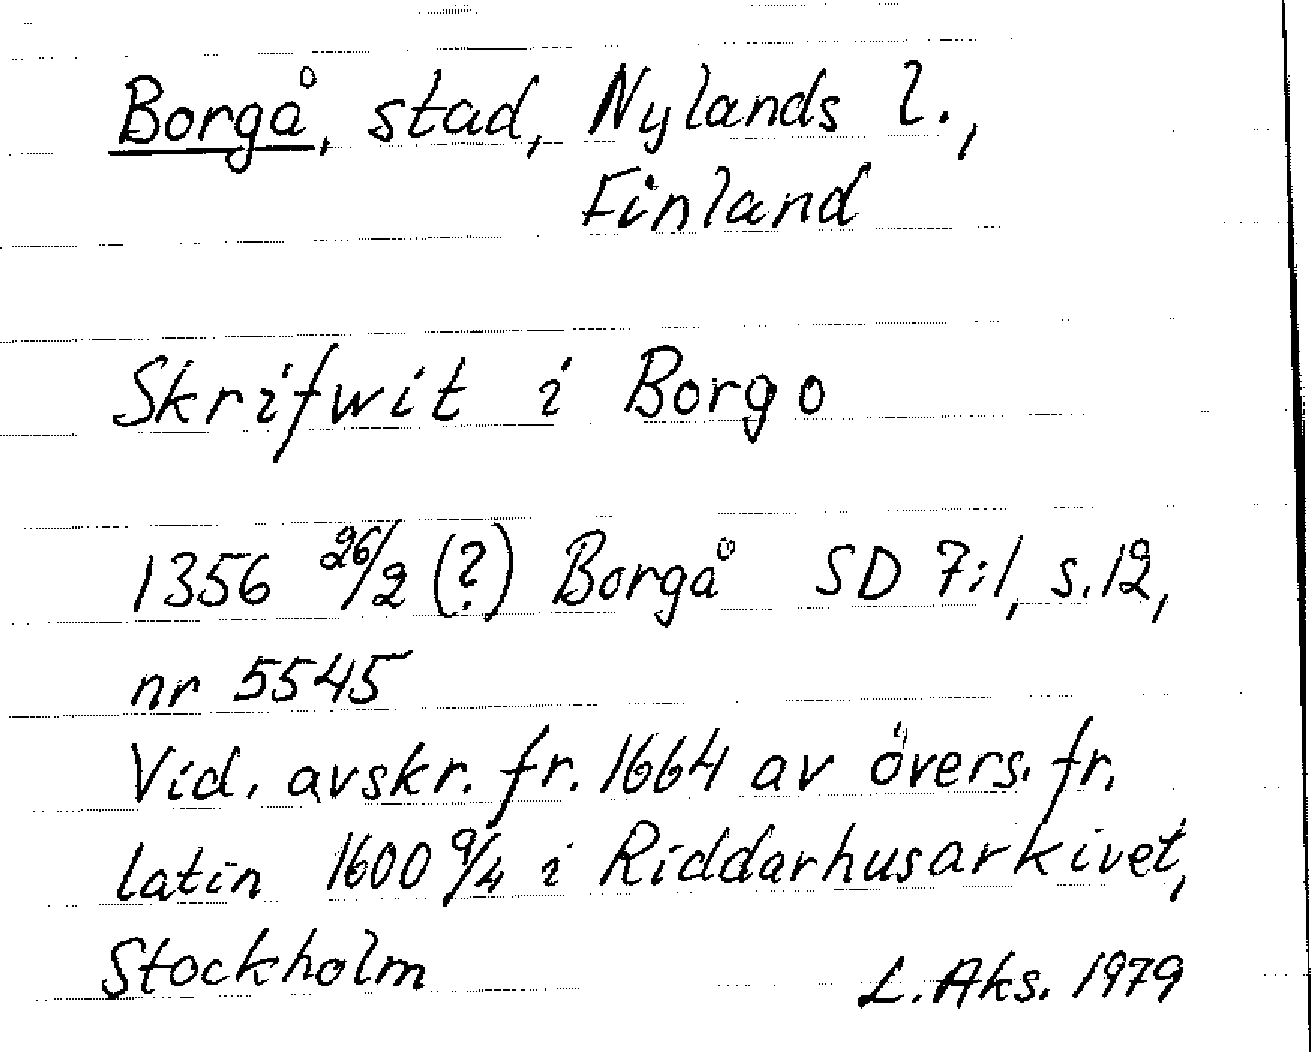 Borgå, stad, Nylands l.,
Finland
Skrifwit i Borgo
1356 26/2 (?) Borgå SD 7:1, s.12,
nr 5545
Vid. avskr. fr. 1664 av övers. fr.
latin 1600 9/4 i Riddarhusarkivet,
Stockholm
L. Aks. 1979